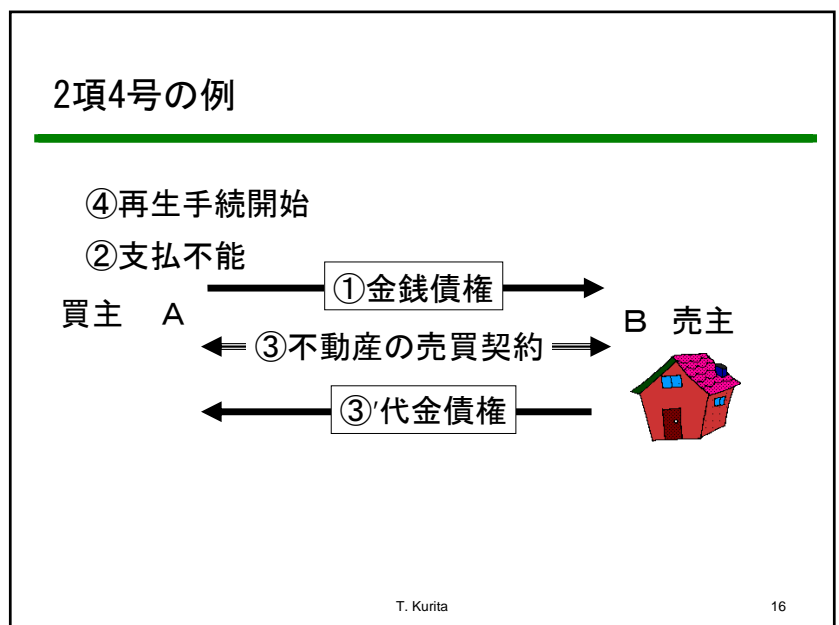 2項4号の例
④再生手続開始
②支払不能
①金銭債権
買主 A
B 売主
③不動産の売買契約
③'代金債権
T. Kurita
16